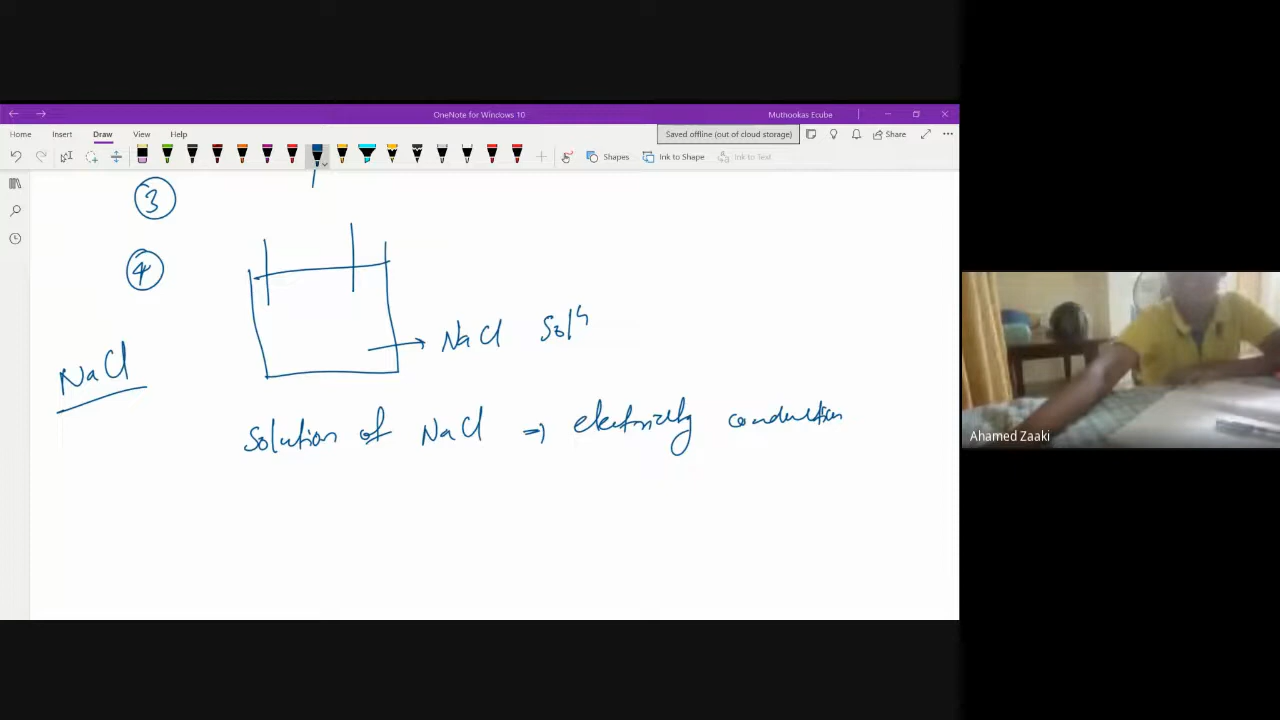 OneNote for Windows 10
Muthookas Ecube
Home Insert Draw View Help
Saved offline (out of cloud storage)
Share
Shapes
Ink to Shape
Ink to Text
3
4
NaCl Solⁿ
NaCl
Solution of NaCl ⇒ electricity conduction
Ahamed Zaaki